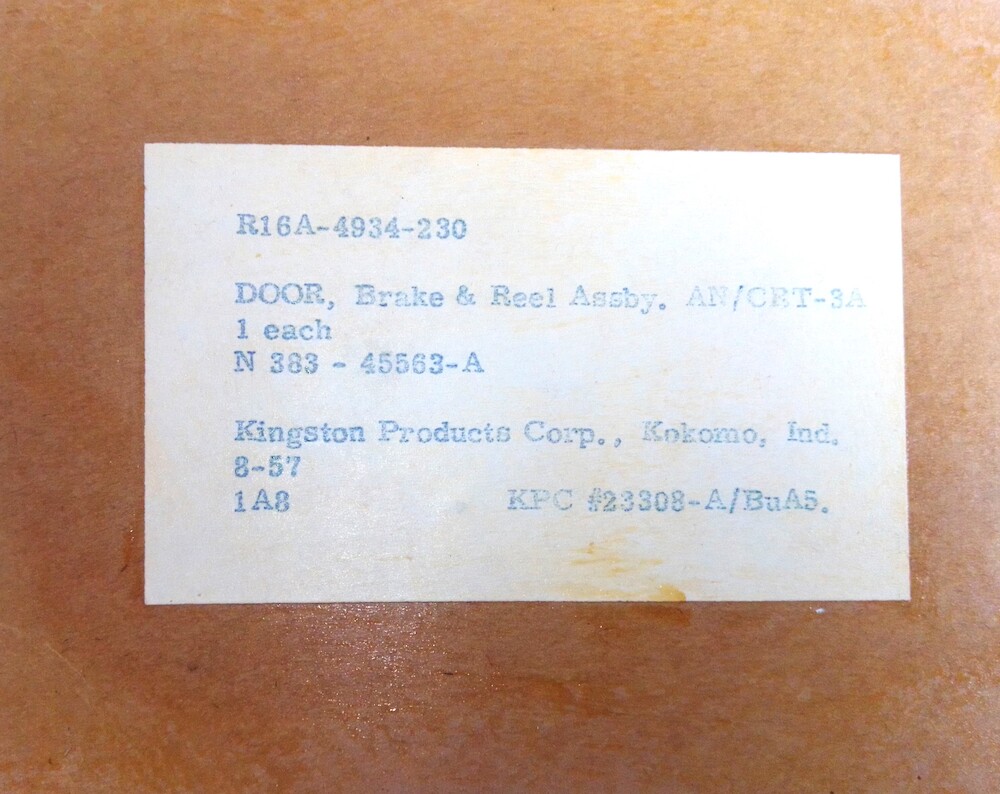 R16A-4934-230
DOOR, Brake & Reel Assby. AN/CRT-3A
1 each
N 383 - 45563-A
Kingston Products Corp., Kokomo, Ind.
8-57
1A8 KPC #23308-A/BuA5.